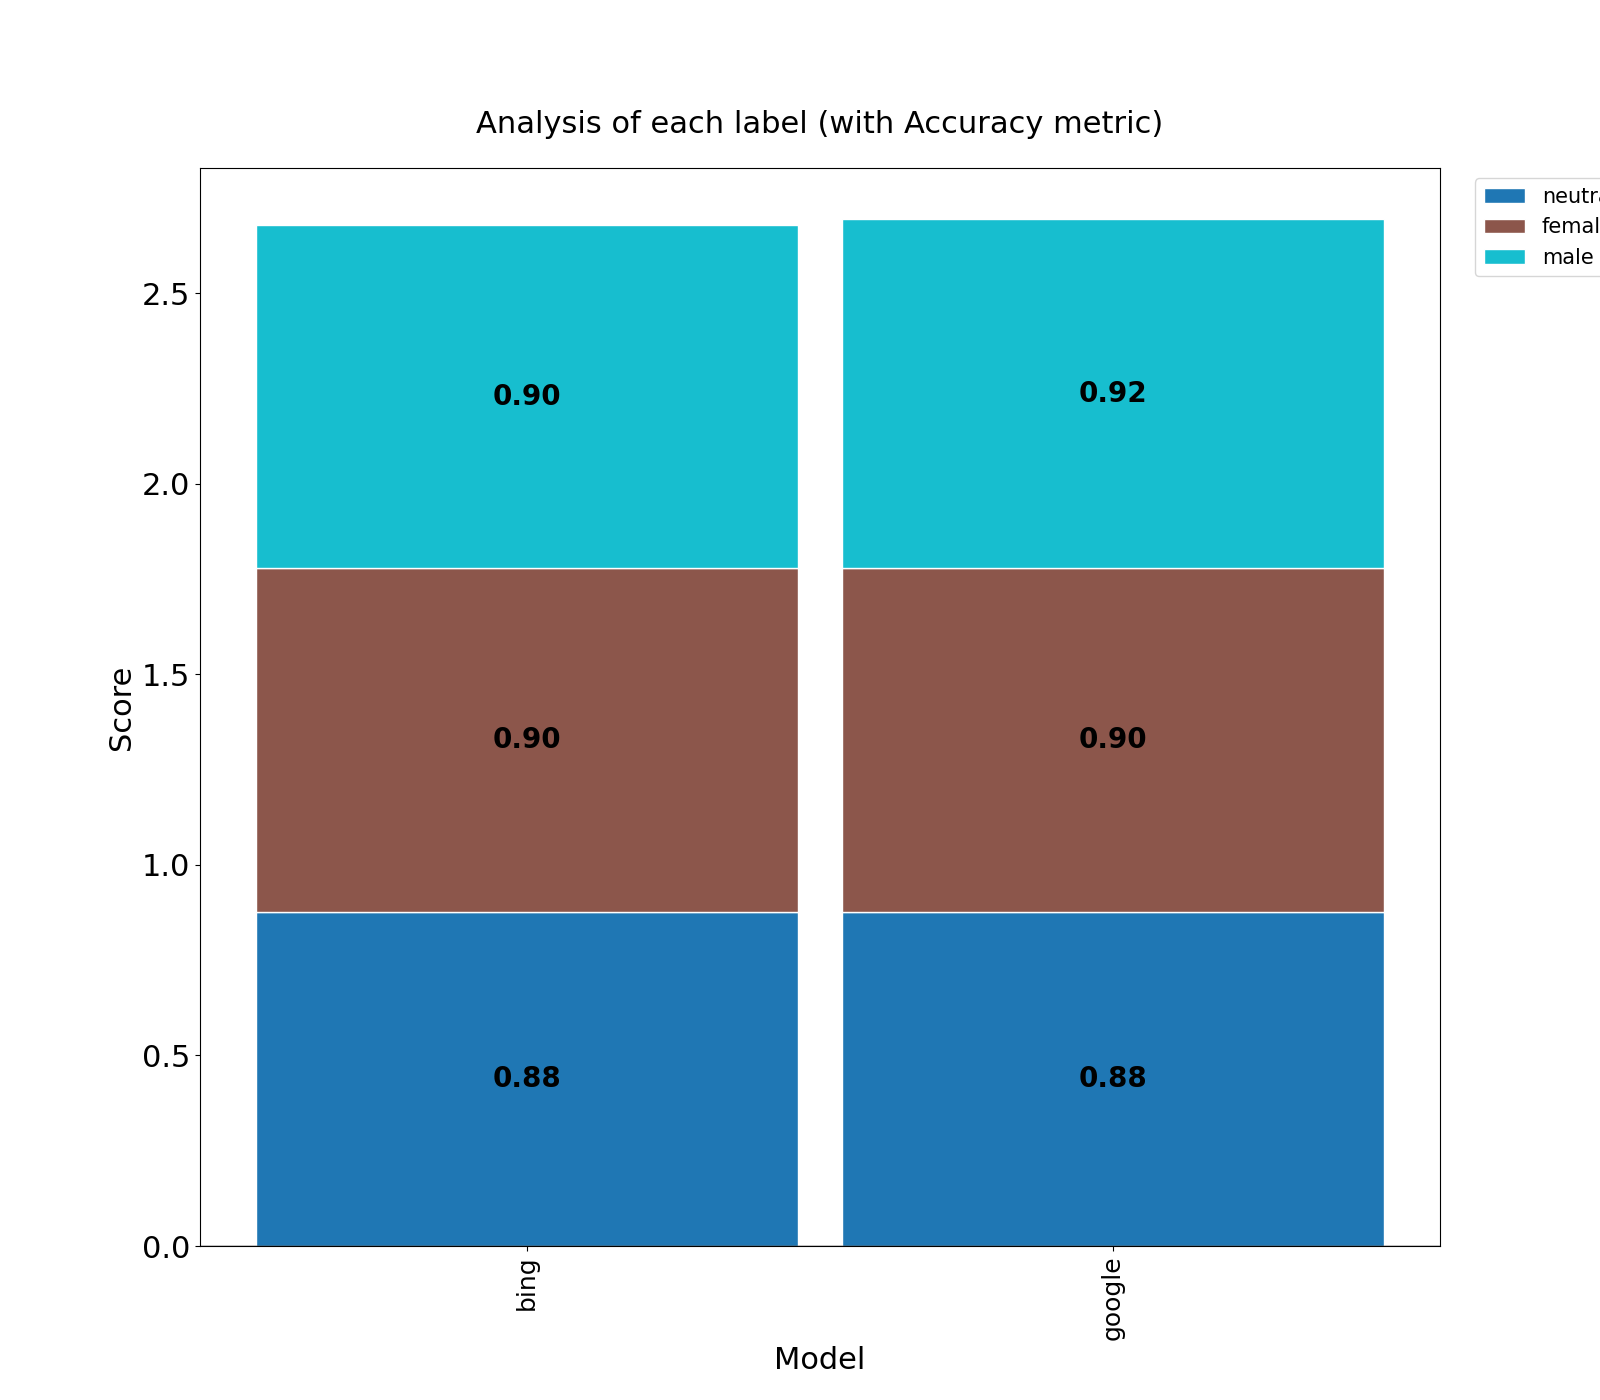 Analysis of each label (with Accuracy metric)
neutra
femal
male
2.5
2.0
1.5
1.0
0.5
0.0
Score
0.90
0.92
0.90
0.90
0.88
0.88
bing
google
Model